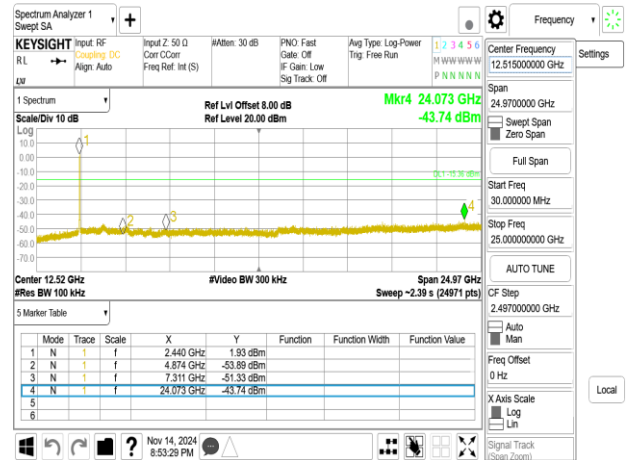 Spectrum Analyzer 1
Swept SA
Frequency
KEYSIGHT Input: RF Input Z: 50 Ω #Atten: 30 dB PNO: Fast Avg Type: Log-Power 1 2 3 4 5 6
RL Coupling: DC Corr CCorr Gate: Off Trig: Free Run M W W W W W
Align: Auto Freq Ref: Int (S) IF Gain: Low P N N N N N
Sig Track: Off
LXI
Center Frequency
12.515000000 GHz
Settings
Span
24.9700000 GHz
Swept Span
Zero Span
Full Span
Start Freq
30.000000 MHz
Stop Freq
25.000000000 GHz
AUTO TUNE
CF Step
2.497000000 GHz
Auto
Man
Freq Offset
0 Hz
X Axis Scale
Log
Lin
Signal Track
(Span Zoom)
Local
1 Spectrum
Scale/Div 10 dB
Ref Lvl Offset 8.00 dB
Ref Level 20.00 dBm
Mkr4 24.073 GHz
-43.74 dBm
Log
10.0
0.00
-10.0
-20.0
-30.0
-40.0
-50.0
-60.0
-70.0
1
2
3
4
Center 12.52 GHz #Video BW 300 kHz Span 24.97 GHz
#Res BW 100 kHz Sweep ~2.39 s (24971 pts)
5 Marker Table
Mode Trace Scale X Y Function Function Width Function Value
1 N 1 f 2.440 GHz 1.93 dBm
2 N 1 f 4.874 GHz -53.89 dBm
3 N 1 f 7.311 GHz -51.33 dBm
4 N 1 f 24.073 GHz -43.74 dBm
5
6
?
Nov 14, 2024
8:53:29 PM